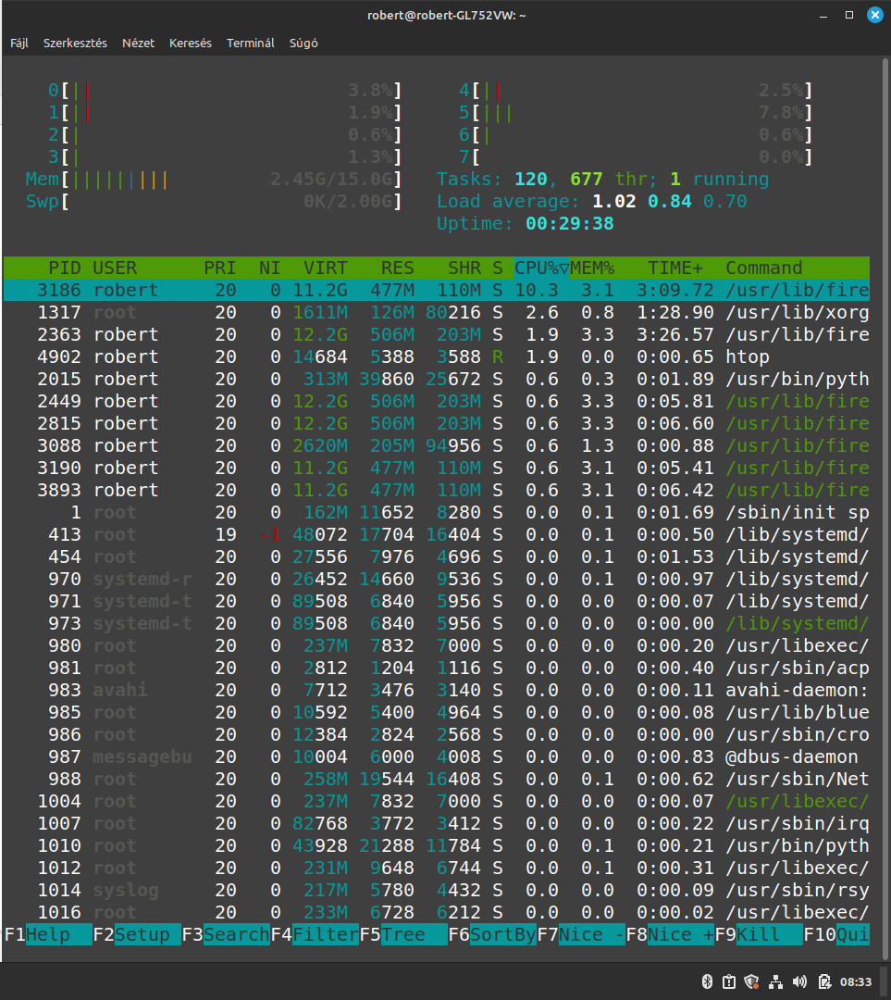 robert@robert-GL752VW: ~
Fájl Szerkesztés Nézet Keresés Terminál Súgó
0[|| 3.8%] 4[|| 2.5%]
1[|| 1.9%] 5[||| 7.8%]
2[| 0.6%] 6[| 0.6%]
3[| 1.3%] 7[ 0.0%]
Mem[||||||||| 2.45G/15.0G] Tasks: 120, 677 thr; 1 running
Swp[ 0K/2.00G] Load average: 1.02 0.84 0.70
Uptime: 00:29:38
PID USER PRI NI VIRT RES SHR S CPU%▽MEM% TIME+ Command
3186 robert 20 0 11.2G 477M 110M S 10.3 3.1 3:09.72 /usr/lib/fire
1317 root 20 0 1611M 126M 80216 S 2.6 0.8 1:28.90 /usr/lib/xorg
2363 robert 20 0 12.2G 506M 203M S 1.9 3.3 3:26.57 /usr/lib/fire
4902 robert 20 0 14684 5388 3588 R 1.9 0.0 0:00.65 htop
2015 robert 20 0 313M 39860 25672 S 0.6 0.3 0:01.89 /usr/bin/pyth
2449 robert 20 0 12.2G 506M 203M S 0.6 3.3 0:05.81 /usr/lib/fire
2815 robert 20 0 12.2G 506M 203M S 0.6 3.3 0:06.60 /usr/lib/fire
3088 robert 20 0 2620M 205M 94956 S 0.6 1.3 0:00.88 /usr/lib/fire
3190 robert 20 0 11.2G 477M 110M S 0.6 3.1 0:05.41 /usr/lib/fire
3893 robert 20 0 11.2G 477M 110M S 0.6 3.1 0:06.42 /usr/lib/fire
1 root 20 0 162M 11652 8280 S 0.0 0.1 0:01.69 /sbin/init sp
413 root 19 -1 48072 17704 16404 S 0.0 0.1 0:00.50 /lib/systemd/
454 root 20 0 27556 7976 4696 S 0.0 0.1 0:01.53 /lib/systemd/
970 systemd-r 20 0 26452 14660 9536 S 0.0 0.1 0:00.97 /lib/systemd/
971 systemd-t 20 0 89508 6840 5956 S 0.0 0.0 0:00.07 /lib/systemd/
973 systemd-t 20 0 89508 6840 5956 S 0.0 0.0 0:00.00 /lib/systemd/
980 root 20 0 237M 7832 7000 S 0.0 0.0 0:00.20 /usr/libexec/
981 root 20 0 2812 1204 1116 S 0.0 0.0 0:00.40 /usr/sbin/acp
983 avahi 20 0 7712 3476 3140 S 0.0 0.0 0:00.11 avahi-daemon:
985 root 20 0 10592 5400 4964 S 0.0 0.0 0:00.08 /usr/lib/blue
986 root 20 0 12384 2824 2568 S 0.0 0.0 0:00.00 /usr/sbin/cro
987 messagebu 20 0 10004 6000 4008 S 0.0 0.0 0:00.83 @dbus-daemon
988 root 20 0 258M 19544 16408 S 0.0 0.1 0:00.62 /usr/sbin/Net
1004 root 20 0 237M 7832 7000 S 0.0 0.0 0:00.07 /usr/libexec/
1007 root 20 0 82768 3772 3412 S 0.0 0.0 0:00.22 /usr/sbin/irq
1010 root 20 0 43928 21288 11784 S 0.0 0.1 0:00.21 /usr/bin/pyth
1012 root 20 0 231M 9648 6744 S 0.0 0.1 0:00.31 /usr/libexec/
1014 syslog 20 0 217M 5780 4432 S 0.0 0.0 0:00.09 /usr/sbin/rsy
1016 root 20 0 233M 6728 6212 S 0.0 0.0 0:00.02 /usr/libexec/
F1Help F2Setup F3SearchF4FilterF5Tree F6SortByF7Nice -F8Nice +F9Kill F10Qui
08:33